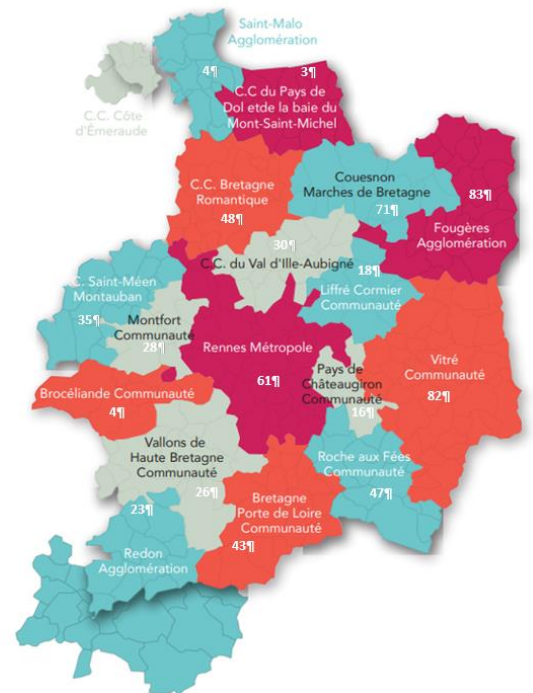 Saint-Malo
Agglomération
4¶
3¶
C.C du Pays de
Dol etde la baie du
Mont-Saint-Michel
C.C. Côte
d'Émeraude
C.C. Bretagne
Romantique
48¶
Couesnon
Marches de Bretagne
71¶
83¶
Fougères
Agglomération
30¶
C.C. du Val d'Ille-Aubigné
18¶
Liffré Cormier
Communauté
C. Saint-Méen
Montauban
35¶
Montfort
Communauté
28¶
Rennes Métropole
61¶
Pays de
Châteaugiron
Communauté
16¶
Vitré
Communauté
82¶
Brocéliande Communauté
4¶
Vallons de
Haute Bretagne
Communauté
26¶
Roche aux Fées
Communauté
47¶
Bretagne
Porte de Loire
Communauté
43¶
23¶
Redon
Agglomération